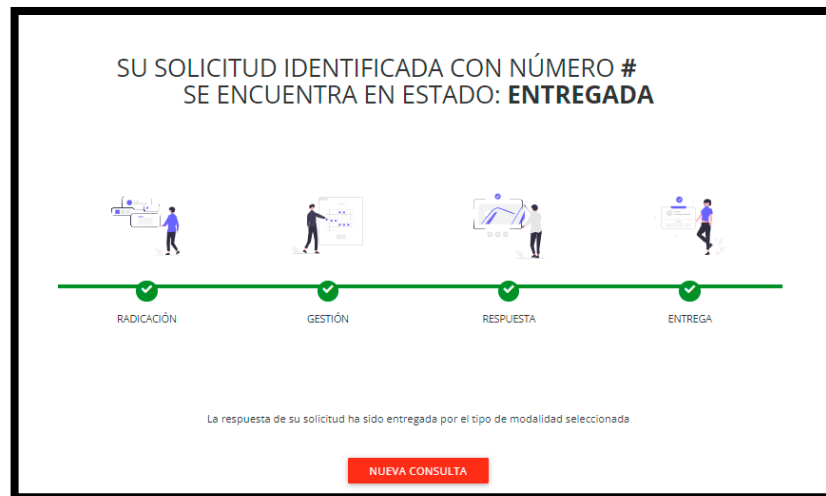 SU SOLICITUD IDENTIFICADA CON NÚMERO #
SE ENCUENTRA EN ESTADO: ENTREGADA
RADICACIÓN
GESTIÓN
RESPUESTA
ENTREGA
La respuesta de su solicitud ha sido entregada por el tipo de modalidad seleccionada
NUEVA CONSULTA